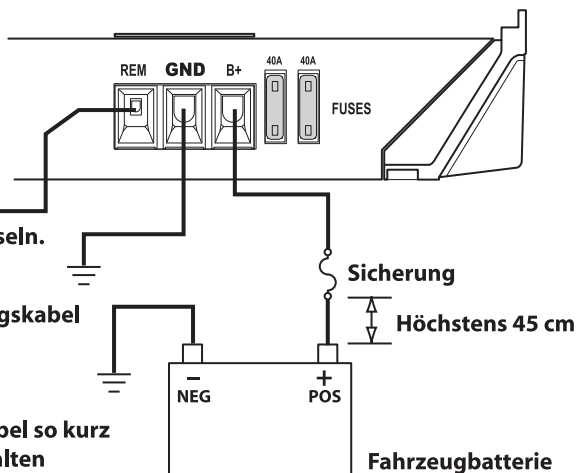 REM GND B+ 40A 40A
FUSES
seln.
Sicherung
gskabel
Höchstens 45 cm
− +
NEG POS
bel so kurz
alten
Fahrzeugbatterie